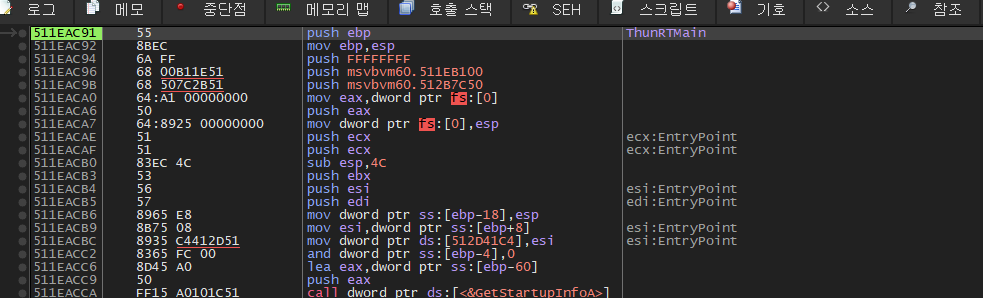 로그 메모 중단점 메모리 맵 호출 스택 SEH 스크립트 기호 소스 참조
511EAC91 55 push ebp ThunRTMain
511EAC92 8BEC mov ebp,esp
511EAC94 6A FF push FFFFFFFF
511EAC96 68 00B11E51 push msvbvm60.511EB100
511EAC9B 68 507C2B51 push msvbvm60.512B7C50
511EACA0 64:A1 00000000 mov eax,dword ptr fs:[0]
511EACA6 50 push eax
511EACA7 64:8925 00000000 mov dword ptr fs:[0],esp
511EACAE 51 push ecx ecx:EntryPoint
511EACAF 51 push ecx ecx:EntryPoint
511EACB0 83EC 4C sub esp,4C
511EACB3 53 push ebx
511EACB4 56 push esi esi:EntryPoint
511EACB5 57 push edi edi:EntryPoint
511EACB6 8965 E8 mov dword ptr ss:[ebp-18],esp
511EACB9 8B75 08 mov esi,dword ptr ss:[ebp+8] esi:EntryPoint
511EACBC 8935 C4412D51 mov dword ptr ds:[512D41C4],esi esi:EntryPoint
511EACC2 8365 FC 00 and dword ptr ss:[ebp-4],0
511EACC6 8D45 A0 lea eax,dword ptr ss:[ebp-60]
511EACC9 50 push eax
511EACCA FF15 A0101C51 call dword ptr ds:[<&GetStartupInfoA>]